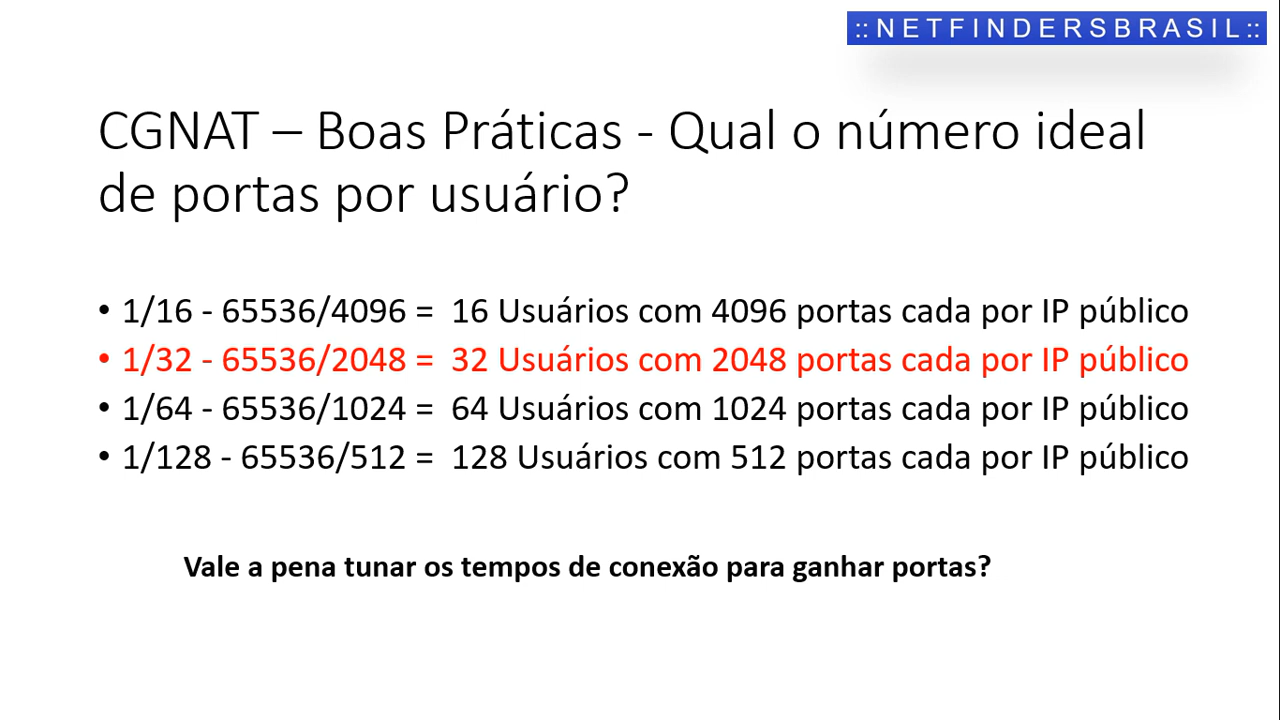 :: N E T F I N D E R S B R A S I L ::
CGNAT – Boas Práticas - Qual o número ideal
de portas por usuário?
• 1/16 - 65536/4096 = 16 Usuários com 4096 portas cada por IP público
• 1/32 - 65536/2048 = 32 Usuários com 2048 portas cada por IP público
• 1/64 - 65536/1024 = 64 Usuários com 1024 portas cada por IP público
• 1/128 - 65536/512 = 128 Usuários com 512 portas cada por IP público
Vale a pena tunar os tempos de conexão para ganhar portas?